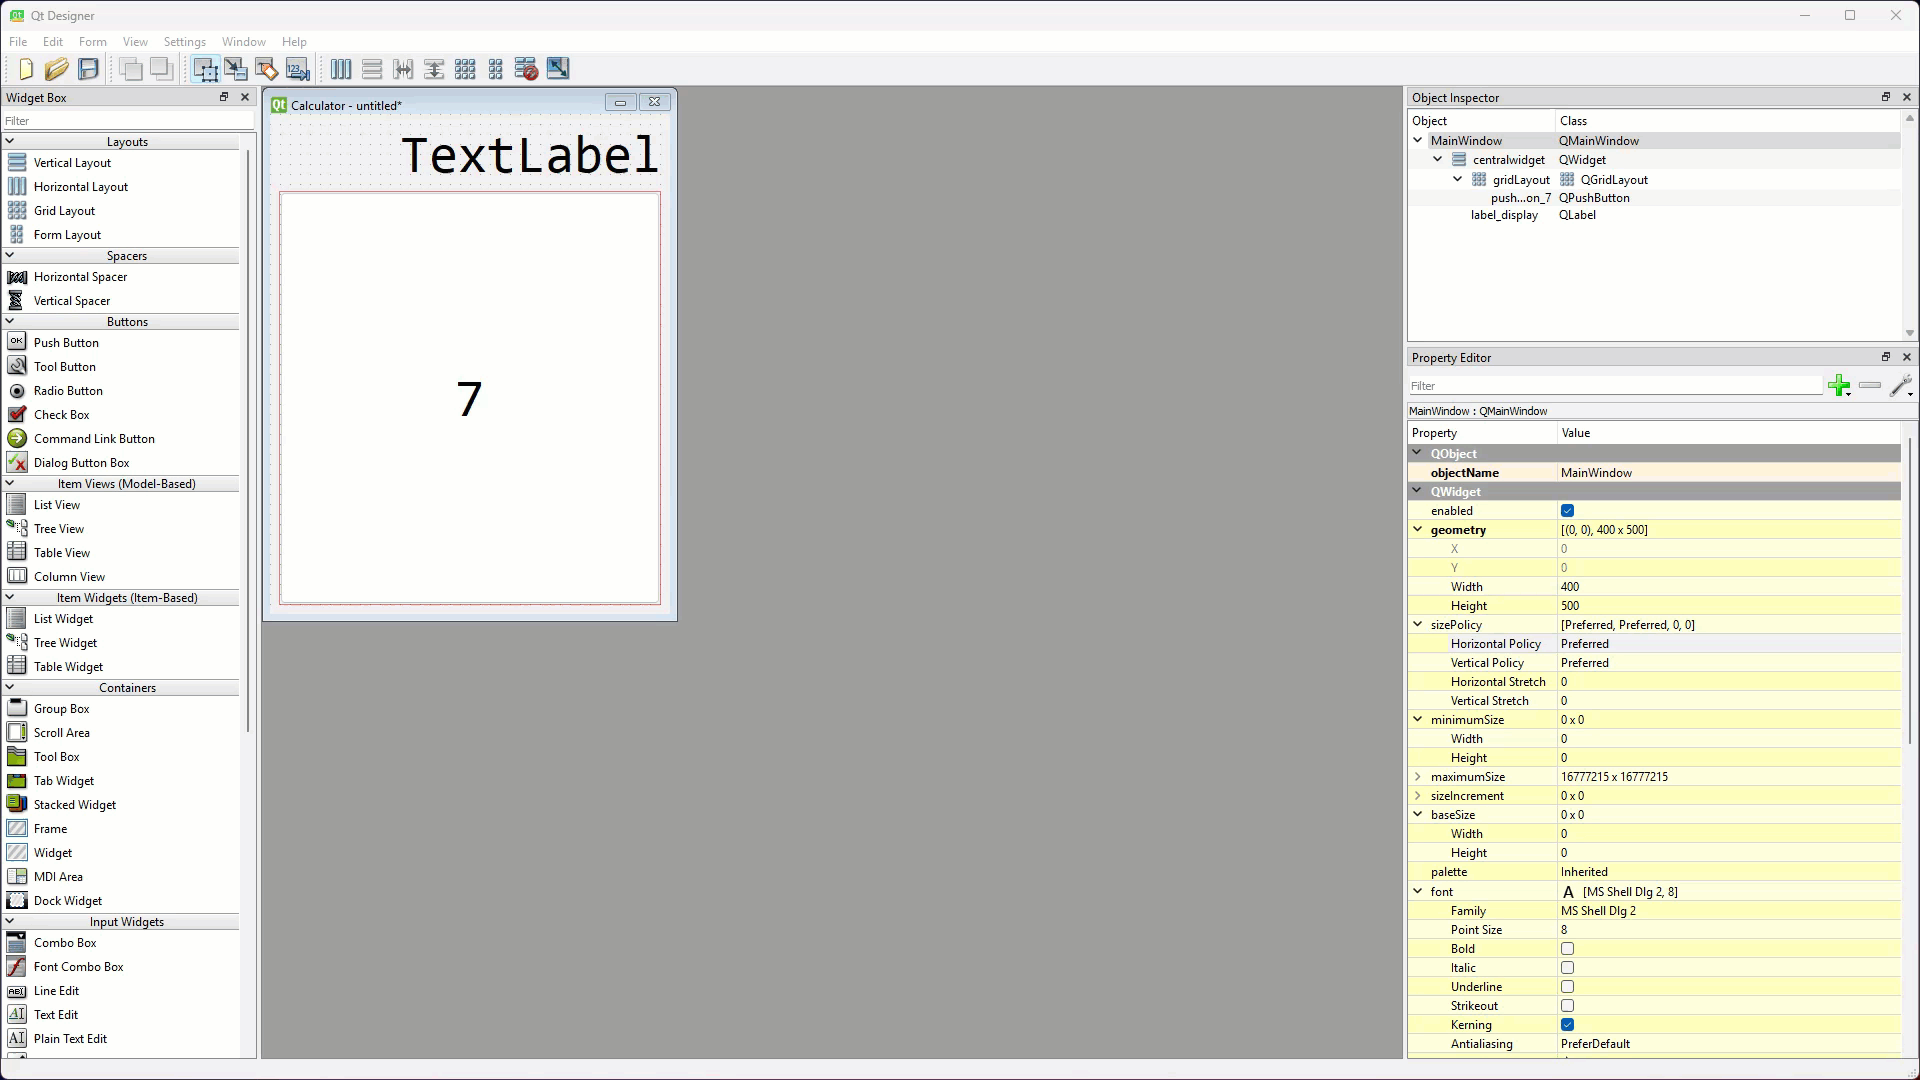 Qt Designer
File Edit Form View Settings Window Help
Widget Box
Filter
Layouts
Vertical Layout
Horizontal Layout
Grid Layout
Form Layout
Spacers
Horizontal Spacer
Vertical Spacer
Buttons
Push Button
Tool Button
Radio Button
Check Box
Command Link Button
Dialog Button Box
Item Views (Model-Based)
List View
Tree View
Table View
Column View
Item Widgets (Item-Based)
List Widget
Tree Widget
Table Widget
Containers
Group Box
Scroll Area
Tool Box
Tab Widget
Stacked Widget
Frame
Widget
MDI Area
Dock Widget
Input Widgets
Combo Box
Font Combo Box
Line Edit
Text Edit
Plain Text Edit
Qt Calculator - untitled*
TextLabel
7
Object Inspector
Object Class
MainWindow QMainWindow
centralwidget QWidget
gridLayout QGridLayout
push...on_7 QPushButton
label_display QLabel
Property Editor
Filter
MainWindow : QMainWindow
Property Value
QObject
objectName MainWindow
QWidget
enabled
geometry [(0, 0), 400 x 500]
X 0
Y 0
Width 400
Height 500
sizePolicy [Preferred, Preferred, 0, 0]
Horizontal Policy Preferred
Vertical Policy Preferred
Horizontal Stretch 0
Vertical Stretch 0
minimumSize 0 x 0
Width 0
Height 0
maximumSize 16777215 x 16777215
sizeIncrement 0 x 0
baseSize 0 x 0
Width 0
Height 0
palette Inherited
font A [MS Shell Dlg 2, 8]
Family MS Shell Dlg 2
Point Size 8
Bold
Italic
Underline
Strikeout
Kerning
Antialiasing PreferDefault